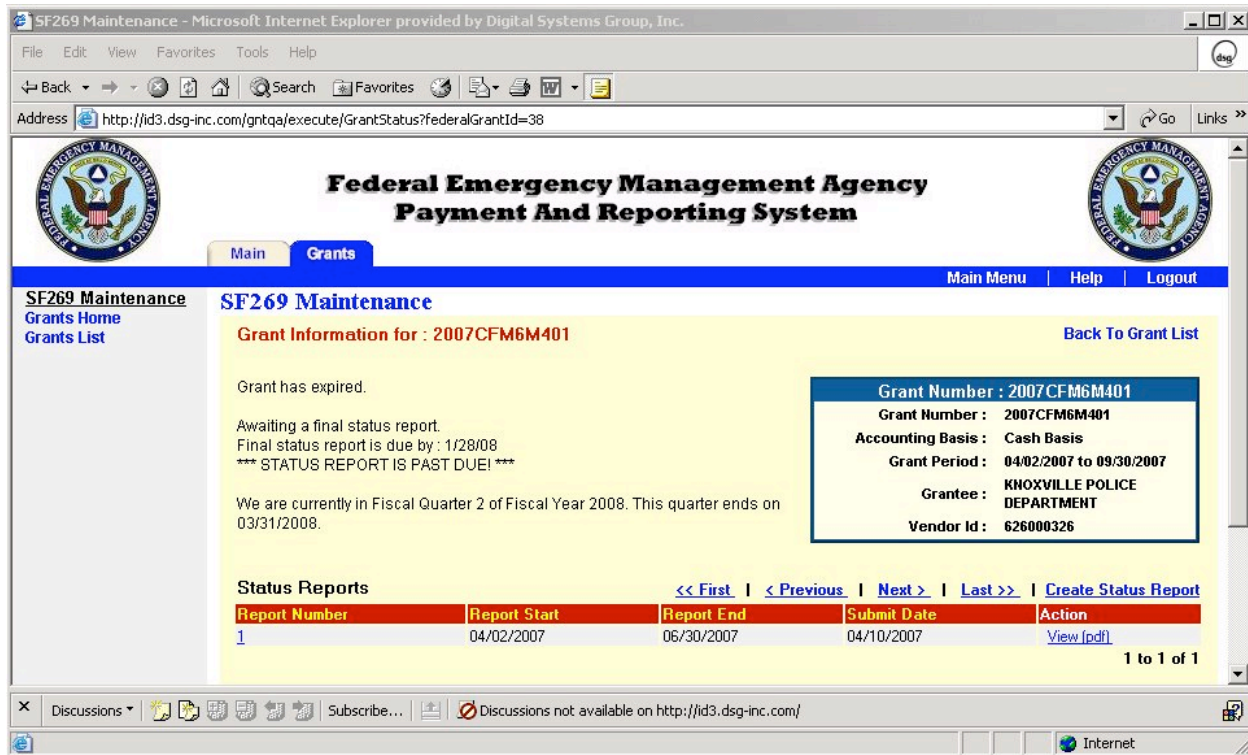 SF269 Maintenance - Microsoft Internet Explorer provided by Digital Systems Group, Inc.
File Edit View Favorites Tools Help
dsg
Back Search Favorites
Address http://id3.dsg-inc.com/gntqa/execute/GrantStatus?federalGrantId=38 Go Links »
FEDERAL EMERGENCY MANAGEMENT AGENCY
Federal Emergency Management Agency
Payment And Reporting System
FEDERAL EMERGENCY MANAGEMENT AGENCY
Main Grants
Main Menu | Help | Logout
SF269 Maintenance
Grants Home
Grants List
SF269 Maintenance
Grant Information for : 2007CFM6M401
Back To Grant List
Grant has expired.
Awaiting a final status report.
Final status report is due by : 1/28/08
*** STATUS REPORT IS PAST DUE! ***
We are currently in Fiscal Quarter 2 of Fiscal Year 2008. This quarter ends on
03/31/2008.
Grant Number : 2007CFM6M401
Grant Number : 2007CFM6M401
Accounting Basis : Cash Basis
Grant Period : 04/02/2007 to 09/30/2007
Grantee : KNOXVILLE POLICE
DEPARTMENT
Vendor Id : 626000326
Status Reports
<< First | < Previous | Next > | Last >> | Create Status Report
Report Number Report Start Report End Submit Date Action
1 04/02/2007 06/30/2007 04/10/2007 View (pdf)
1 to 1 of 1
× Discussions Subscribe... Discussions not available on http://id3.dsg-inc.com/
Internet